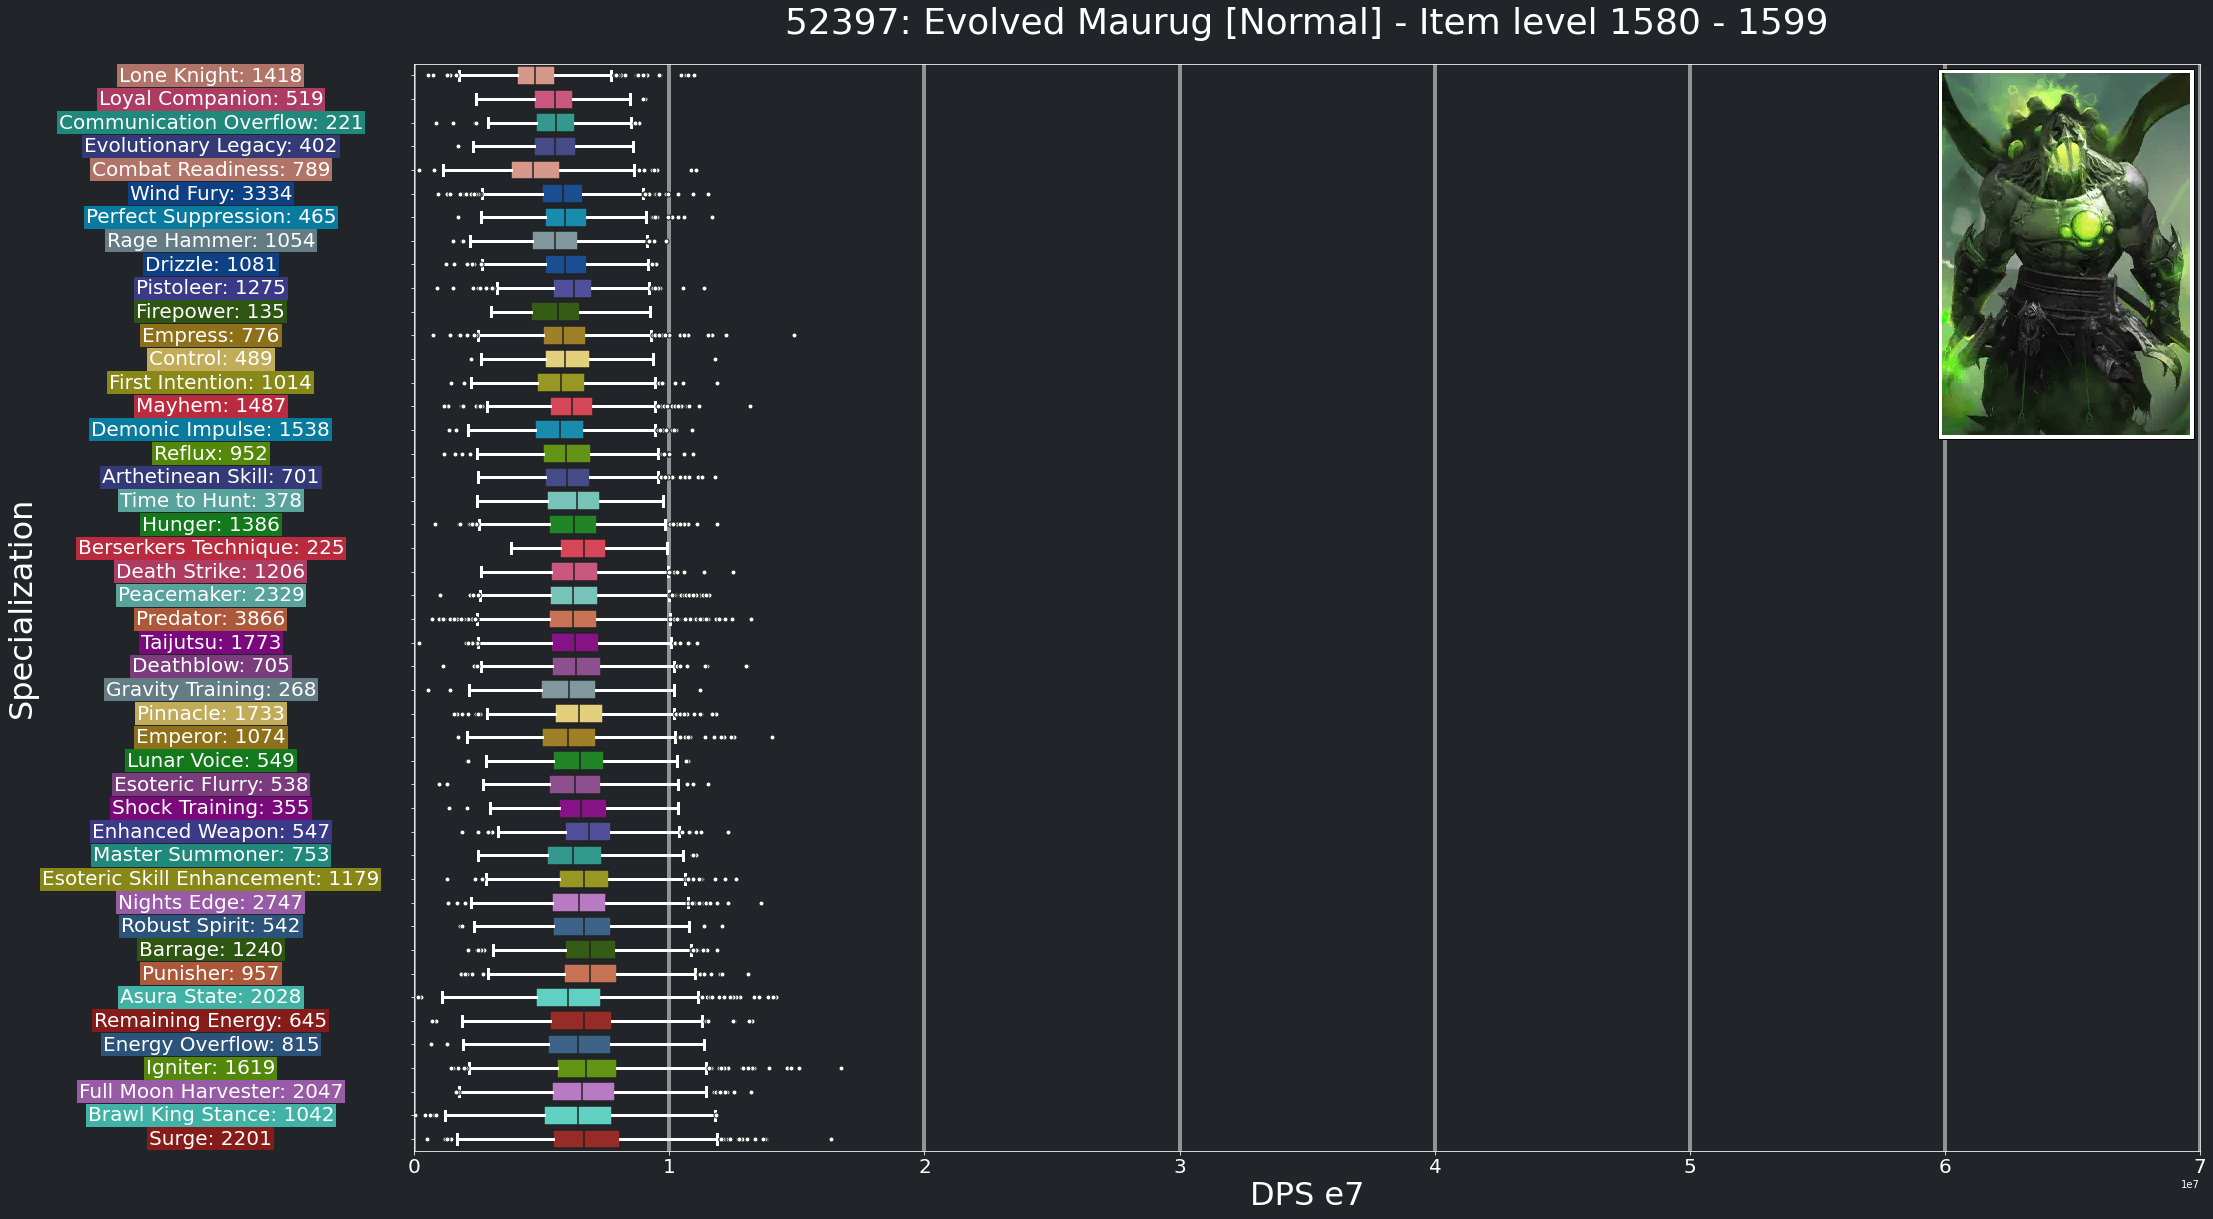 52397: Evolved Maurug [Normal] - Item level 1580 - 1599
Specialization
Lone Knight: 1418
Loyal Companion: 519
Communication Overflow: 221
Evolutionary Legacy: 402
Combat Readiness: 789
Wind Fury: 3334
Perfect Suppression: 465
Rage Hammer: 1054
Drizzle: 1081
Pistoleer: 1275
Firepower: 135
Empress: 776
Control: 489
First Intention: 1014
Mayhem: 1487
Demonic Impulse: 1538
Reflux: 952
Arthetinean Skill: 701
Time to Hunt: 378
Hunger: 1386
Berserkers Technique: 225
Death Strike: 1206
Peacemaker: 2329
Predator: 3866
Taijutsu: 1773
Deathblow: 705
Gravity Training: 268
Pinnacle: 1733
Emperor: 1074
Lunar Voice: 549
Esoteric Flurry: 538
Shock Training: 355
Enhanced Weapon: 547
Master Summoner: 753
Esoteric Skill Enhancement: 1179
Nights Edge: 2747
Robust Spirit: 542
Barrage: 1240
Punisher: 957
Asura State: 2028
Remaining Energy: 645
Energy Overflow: 815
Igniter: 1619
Full Moon Harvester: 2047
Brawl King Stance: 1042
Surge: 2201
0 1 2 3 4 5 6 7
1e7
DPS e7